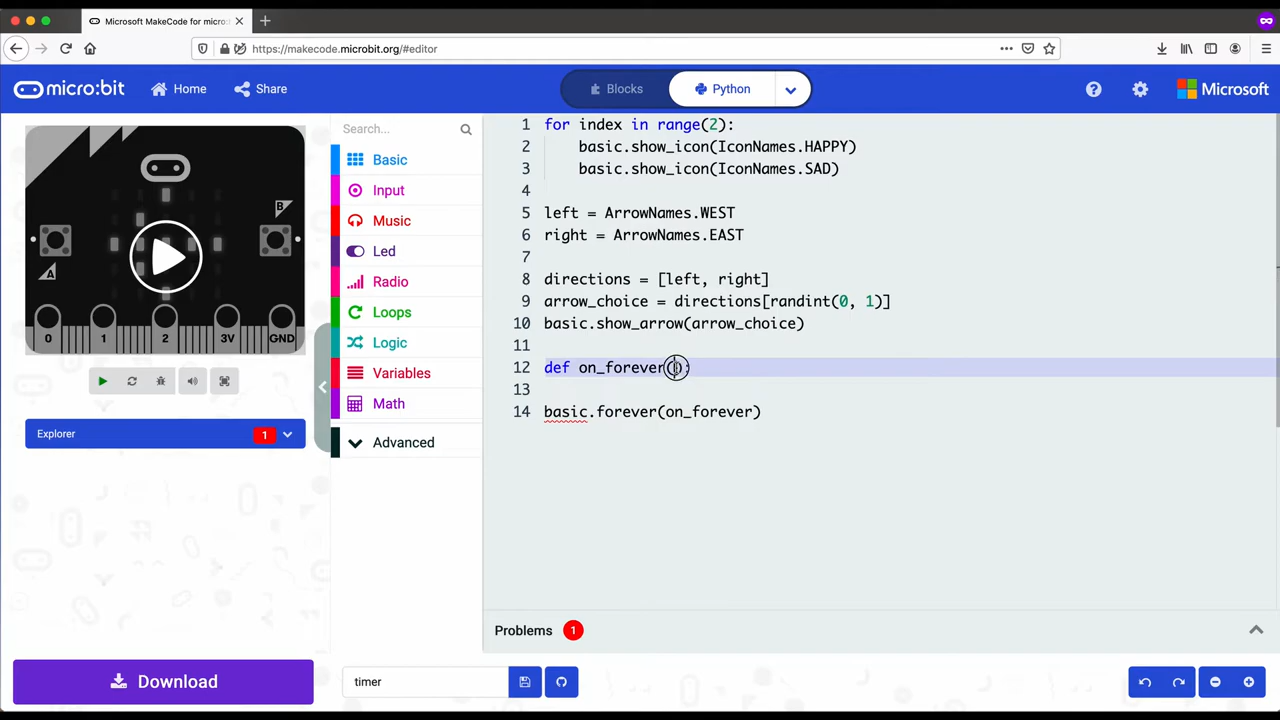 Microsoft MakeCode for micro:
https://makecode.microbit.org/#editor
micro:bit
Home
Share
Blocks
Python
Microsoft
B
A
0
1
2
3V
GND
Explorer
1
Download
Search...
Basic
Input
Music
Led
Radio
Loops
Logic
Variables
Math
Advanced
1 for index in range(2):
2 basic.show_icon(IconNames.HAPPY)
3 basic.show_icon(IconNames.SAD)
4
5 left = ArrowNames.WEST
6 right = ArrowNames.EAST
7
8 directions = [left, right]
9 arrow_choice = directions[randint(0, 1)]
10 basic.show_arrow(arrow_choice)
11
12 def on_forever():
13
14 basic.forever(on_forever)
Problems 1
timer